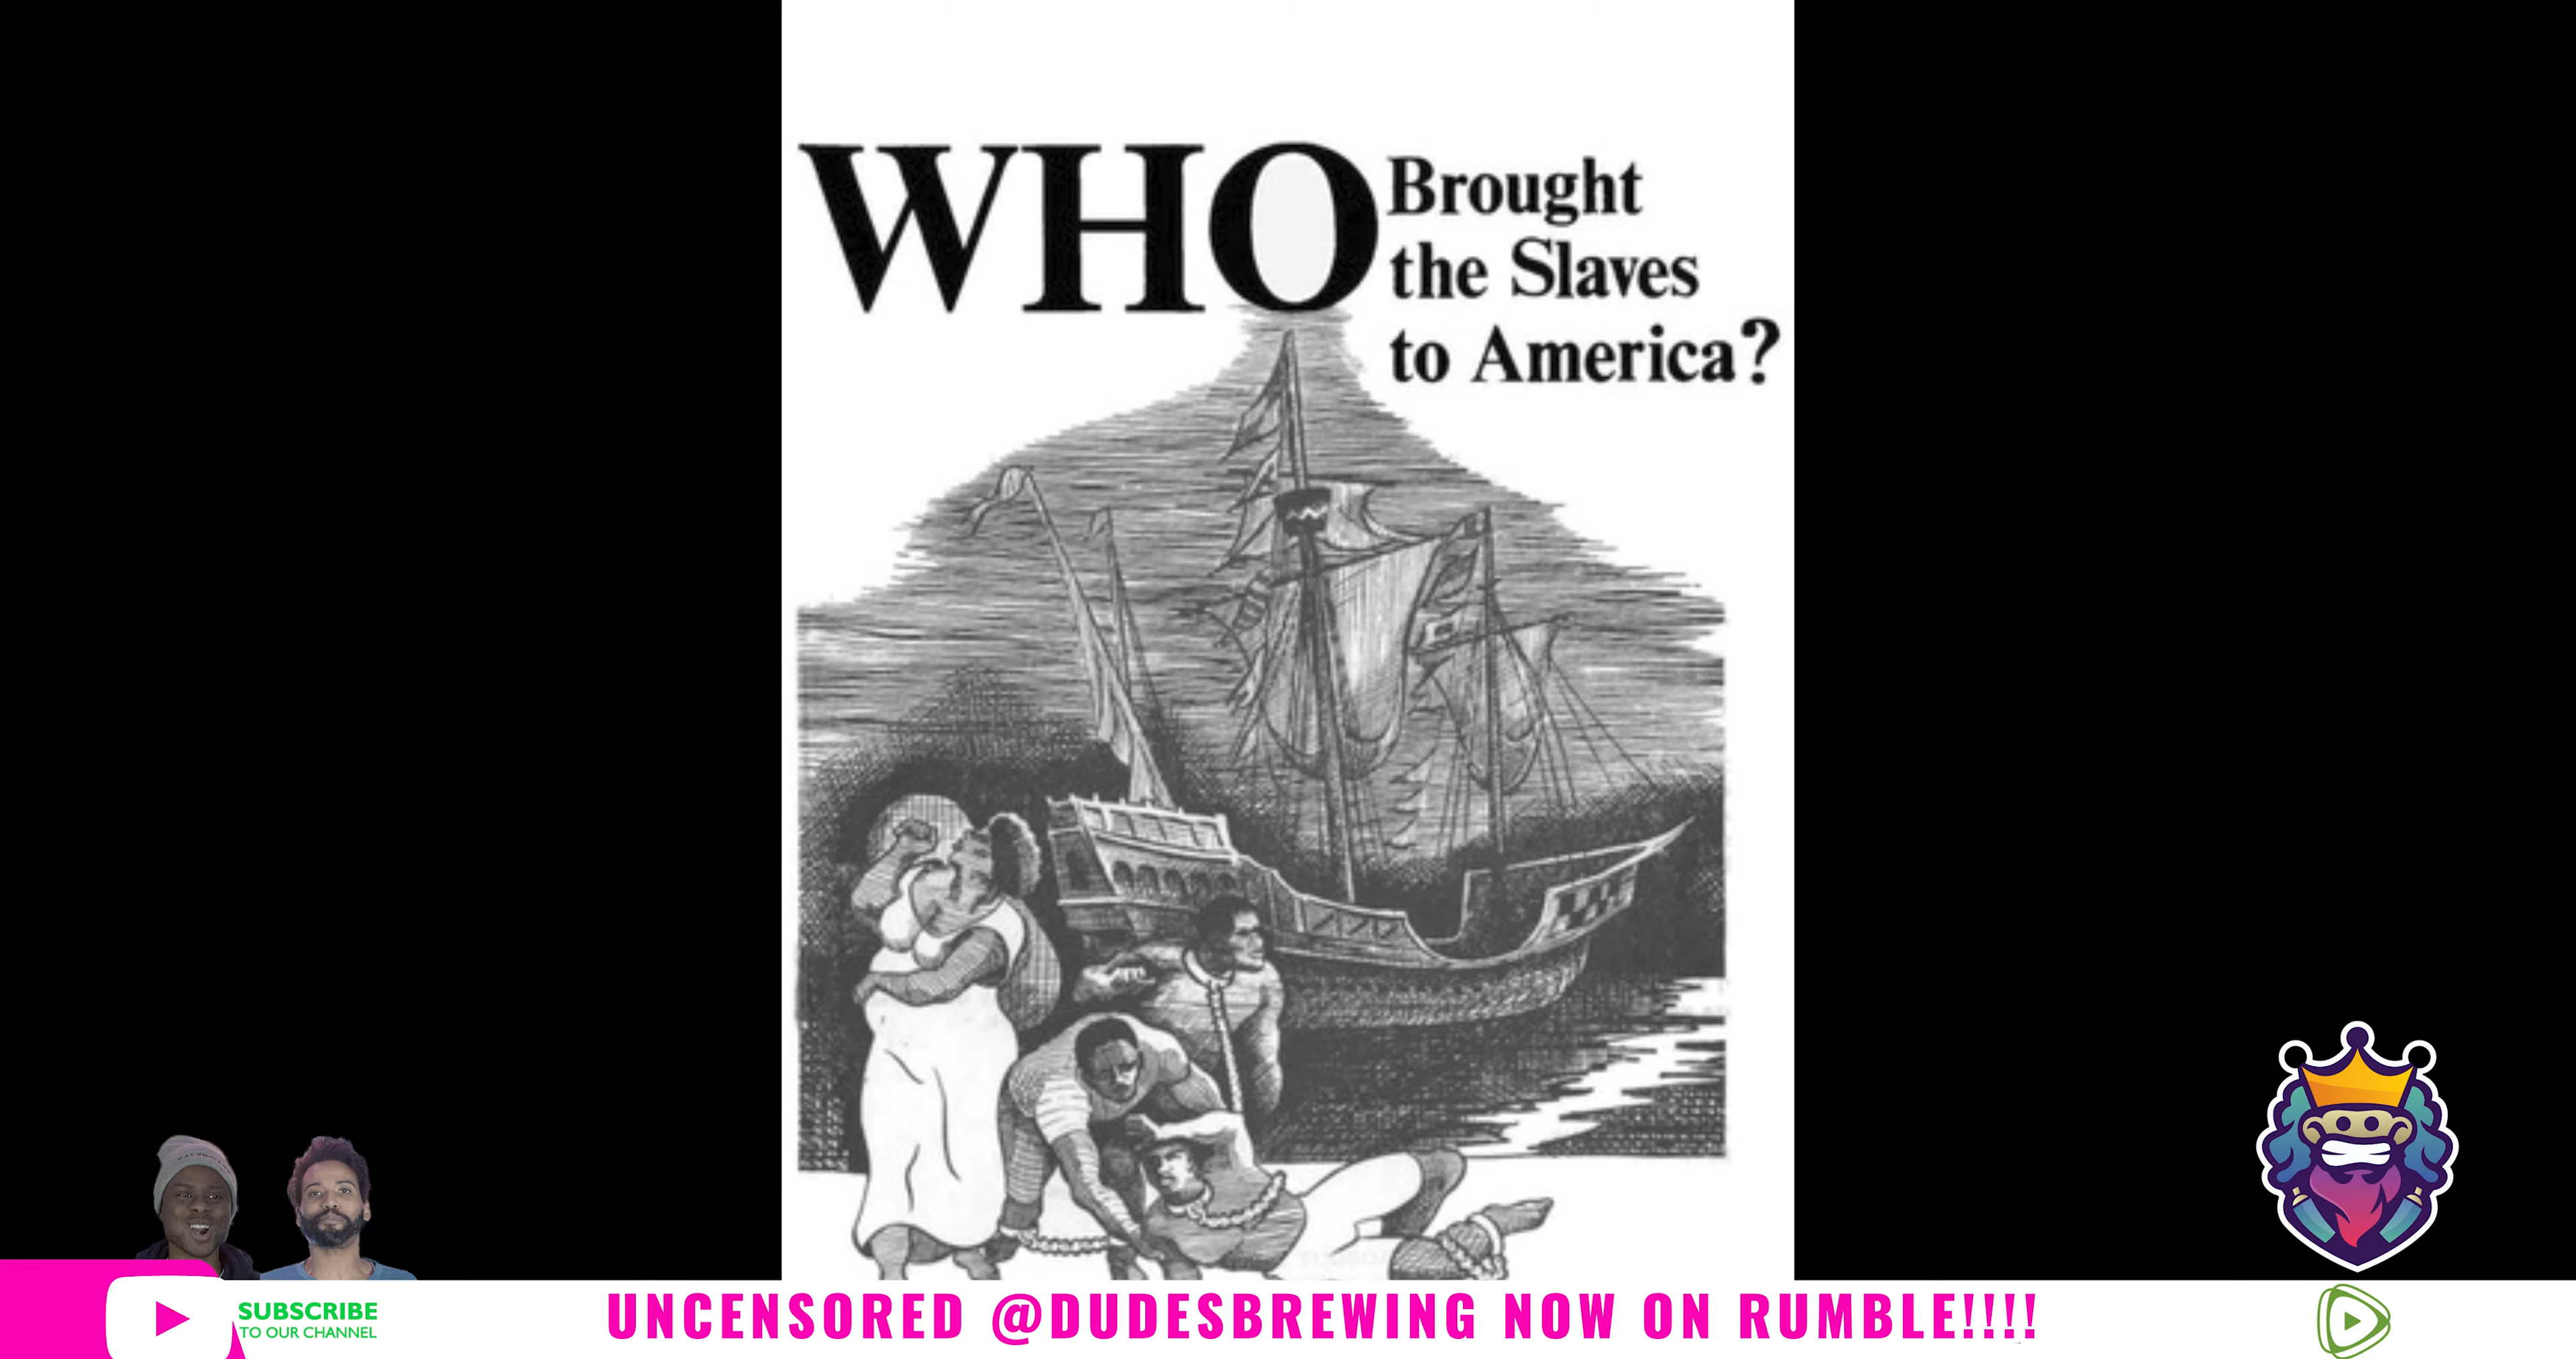 WHO
Brought
the Slaves
to America?
SUBSCRIBE
TO OUR CHANNEL
UNCENSORED @DUDESBREWING NOW ON RUMBLE!!!!